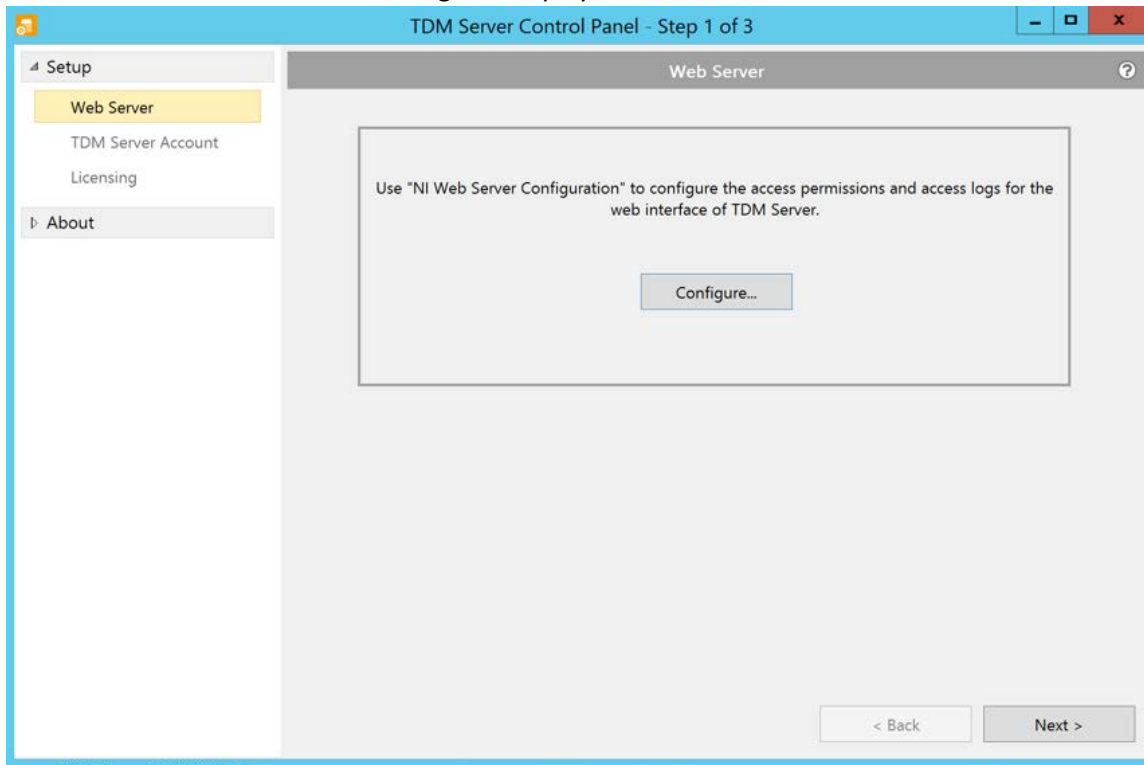 TDM Server Control Panel - Step 1 of 3
Setup
Web Server
Web Server
TDM Server Account
Licensing
About
Use "NI Web Server Configuration" to configure the access permissions and access logs for the
web interface of TDM Server.
Configure...
< Back
Next >